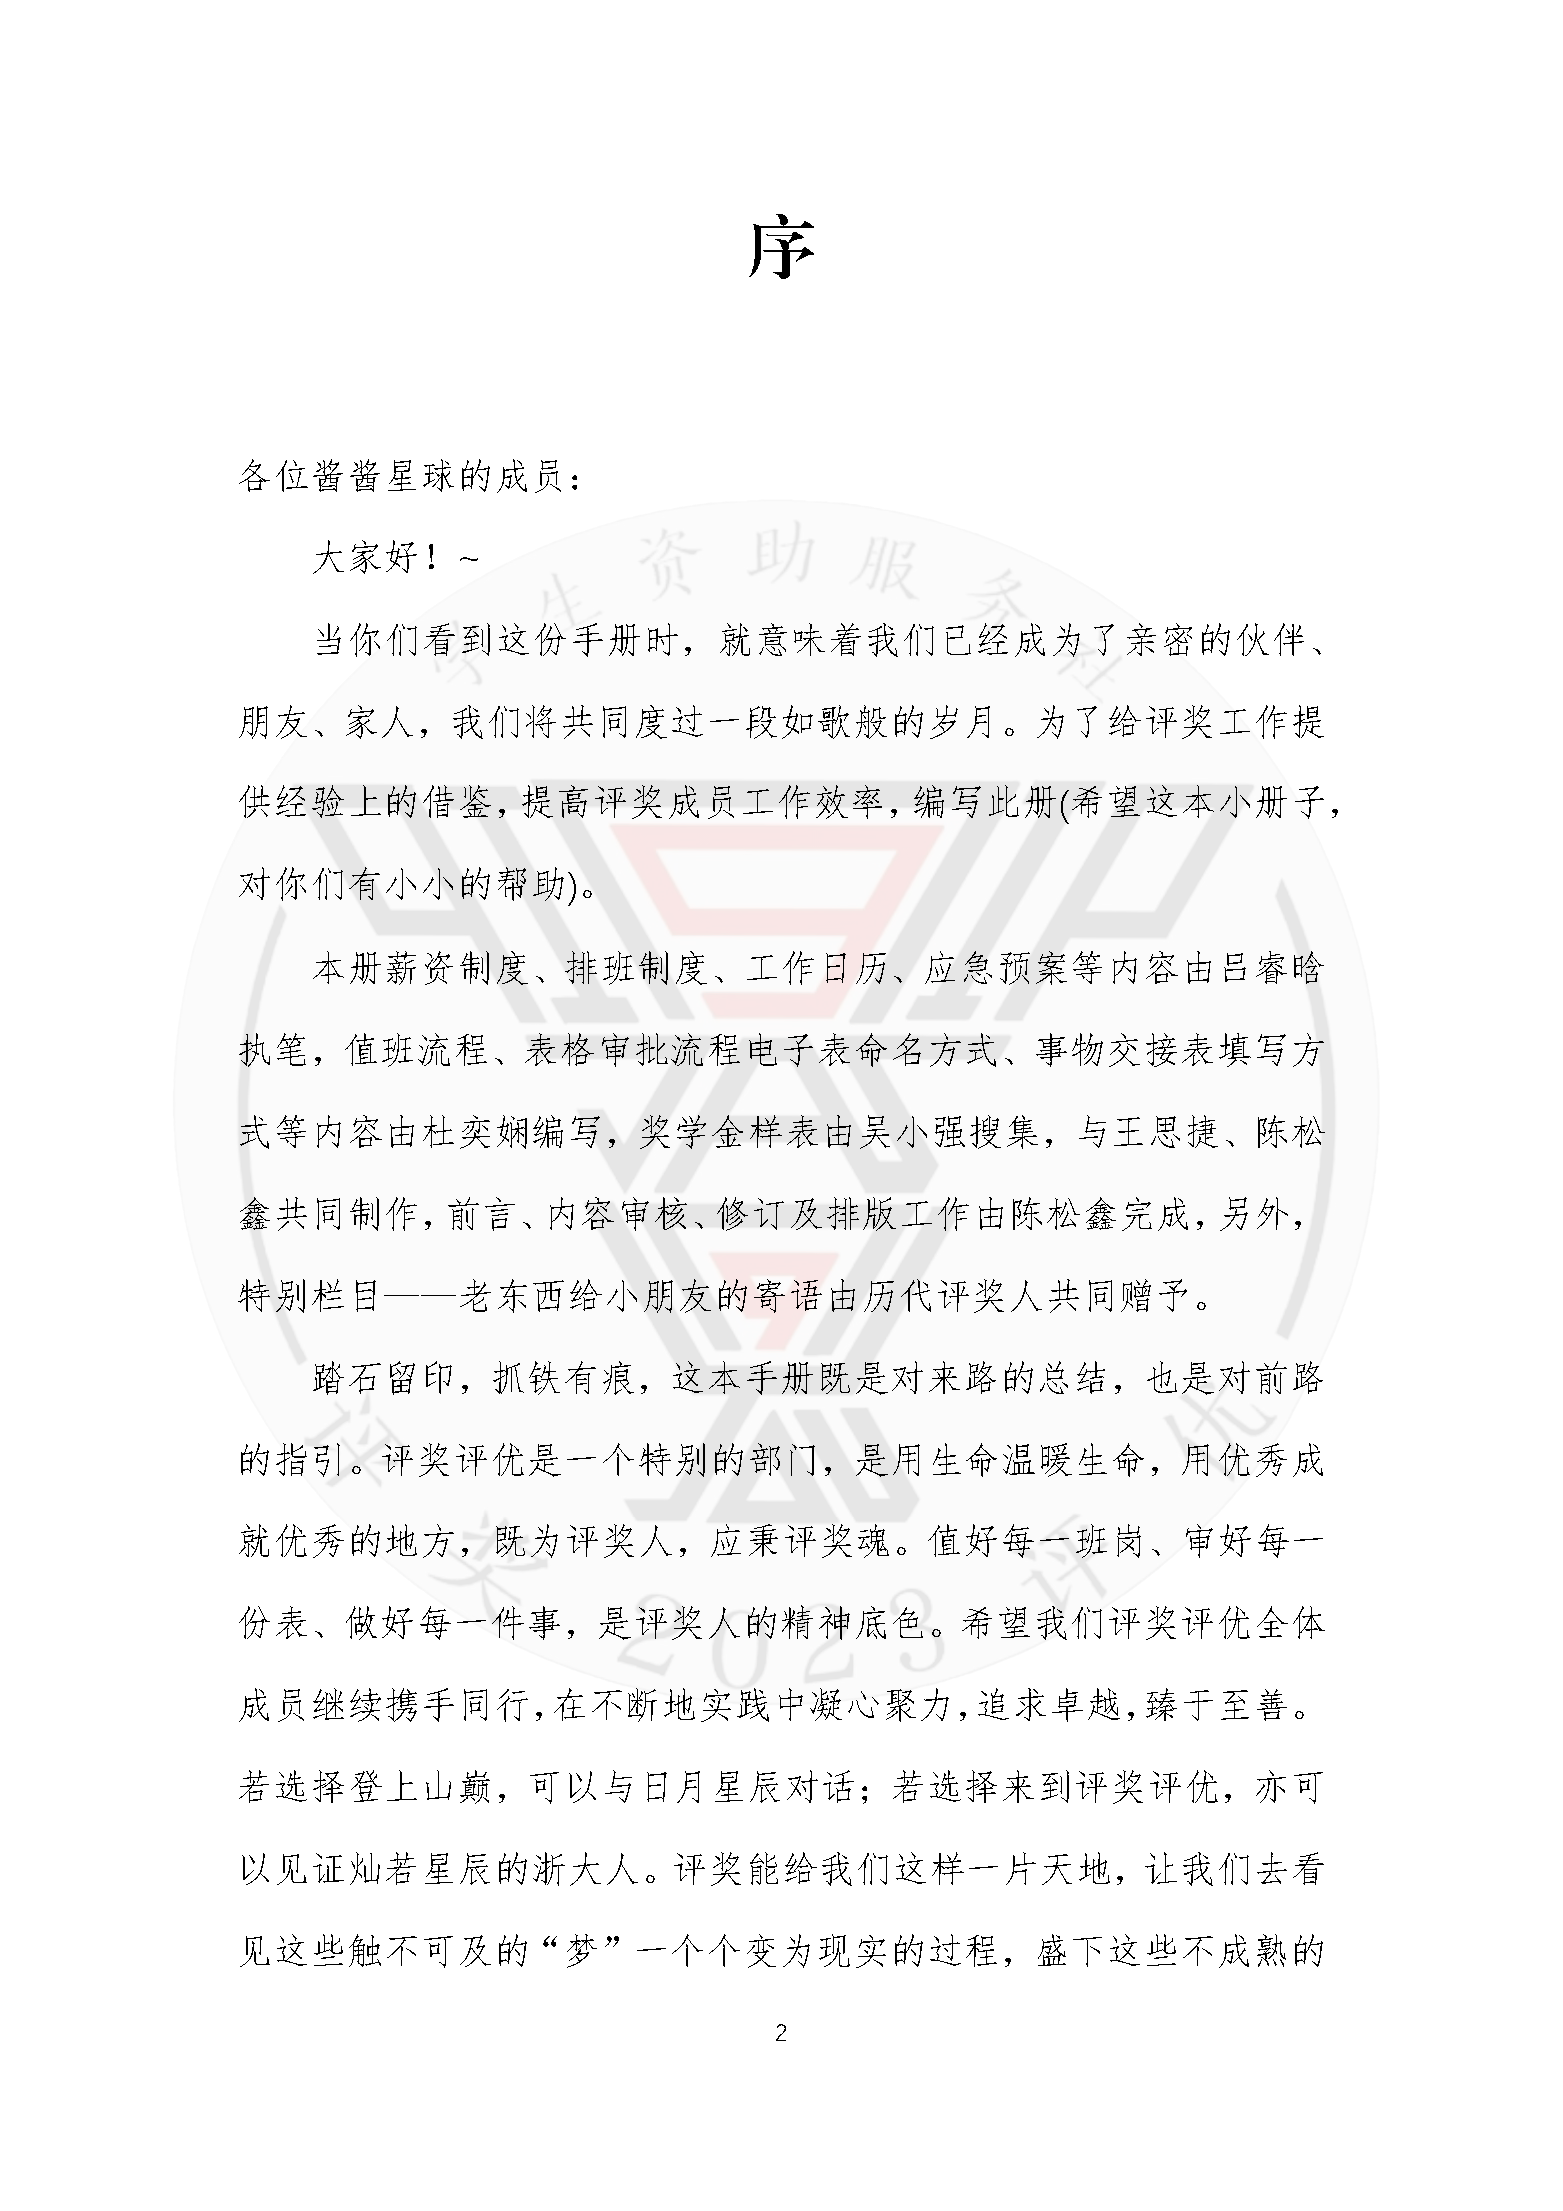 序
各位酱酱星球的成员：
大家好！~
当你们看到这份手册时，就意味着我们已经成为了亲密的伙伴、
朋友、家人，我们将共同度过一段如歌般的岁月。为了给评奖工作提
供经验上的借鉴，提高评奖成员工作效率，编写此册(希望这本小册子，
对你们有小小的帮助)。
本册薪资制度、排班制度、工作日历、应急预案等内容由吕睿晗
执笔，值班流程、表格审批流程电子表命名方式、事物交接表填写方
式等内容由杜奕娴编写，奖学金样表由吴小强搜集，与王思捷、陈松
鑫共同制作，前言、内容审核、修订及排版工作由陈松鑫完成，另外，
特别栏目——老东西给小朋友的寄语由历代评奖人共同赠予。
踏石留印，抓铁有痕，这本手册既是对来路的总结，也是对前路
的指引。评奖评优是一个特别的部门，是用生命温暖生命，用优秀成
就优秀的地方，既为评奖人，应秉评奖魂。值好每一班岗、审好每一
份表、做好每一件事，是评奖人的精神底色。希望我们评奖评优全体
成员继续携手同行，在不断地实践中凝心聚力，追求卓越，臻于至善。
若选择登上山巅，可以与日月星辰对话；若选择来到评奖评优，亦可
以见证灿若星辰的浙大人。评奖能给我们这样一片天地，让我们去看
见这些触不可及的“梦”一个个变为现实的过程，盛下这些不成熟的
2
学生资助服务社
评奖2023评优